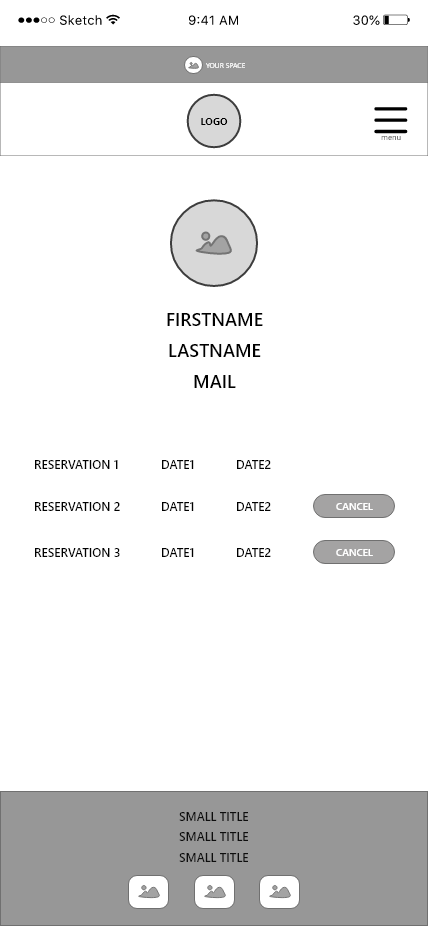 Sketch 9:41 AM 30%
YOUR SPACE
LOGO
menu
FIRSTNAME
LASTNAME
MAIL
RESERVATION 1 DATE1 DATE2
RESERVATION 2 DATE1 DATE2 CANCEL
RESERVATION 3 DATE1 DATE2 CANCEL
SMALL TITLE
SMALL TITLE
SMALL TITLE